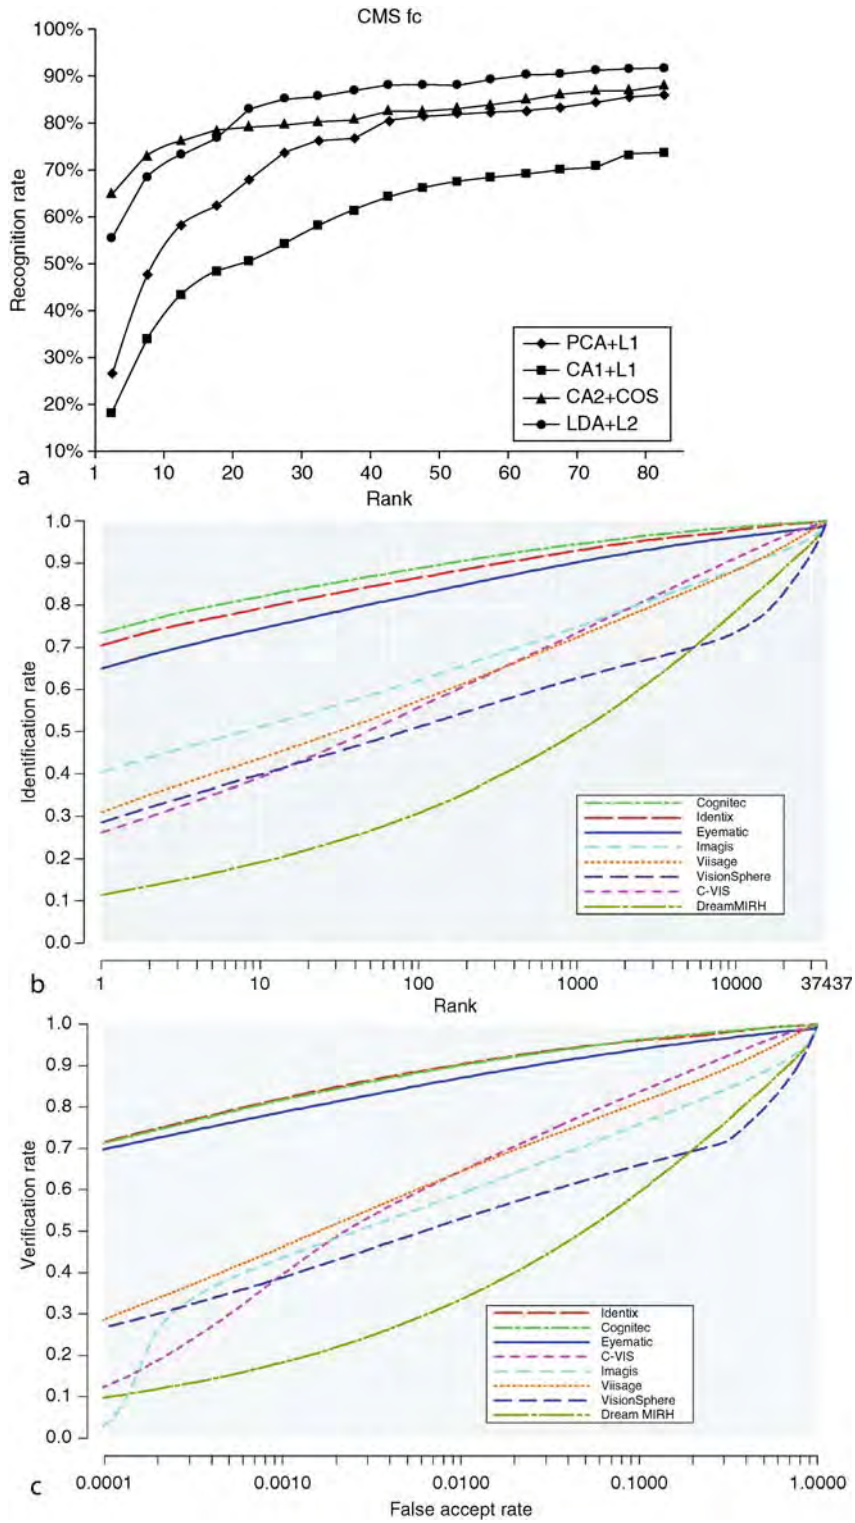 CMS fc
100%
90%
80%
70%
60%
50%
40%
30%
20%
10%
Recognition rate
PCA+L1
CA1+L1
CA2+COS
LDA+L2
1 10 20 30 40 50 60 70 80
Rank
a
1.0
0.9
0.8
0.7
0.6
0.5
0.4
0.3
0.2
0.1
0.0
Identification rate
Cognitec
Identix
Eyematic
Imagis
Viisage
VisionSphere
C-VIS
DreamMIRH
1 10 100 1000 10000 37437
Rank
b
1.0
0.9
0.8
0.7
0.6
0.5
0.4
0.3
0.2
0.1
0.0
Verification rate
Identix
Cognitec
Eyematic
C-VIS
Imagis
Viisage
VisionSphere
Dream MIRH
0.0001 0.0010 0.0100 0.1000 1.0000
False accept rate
c